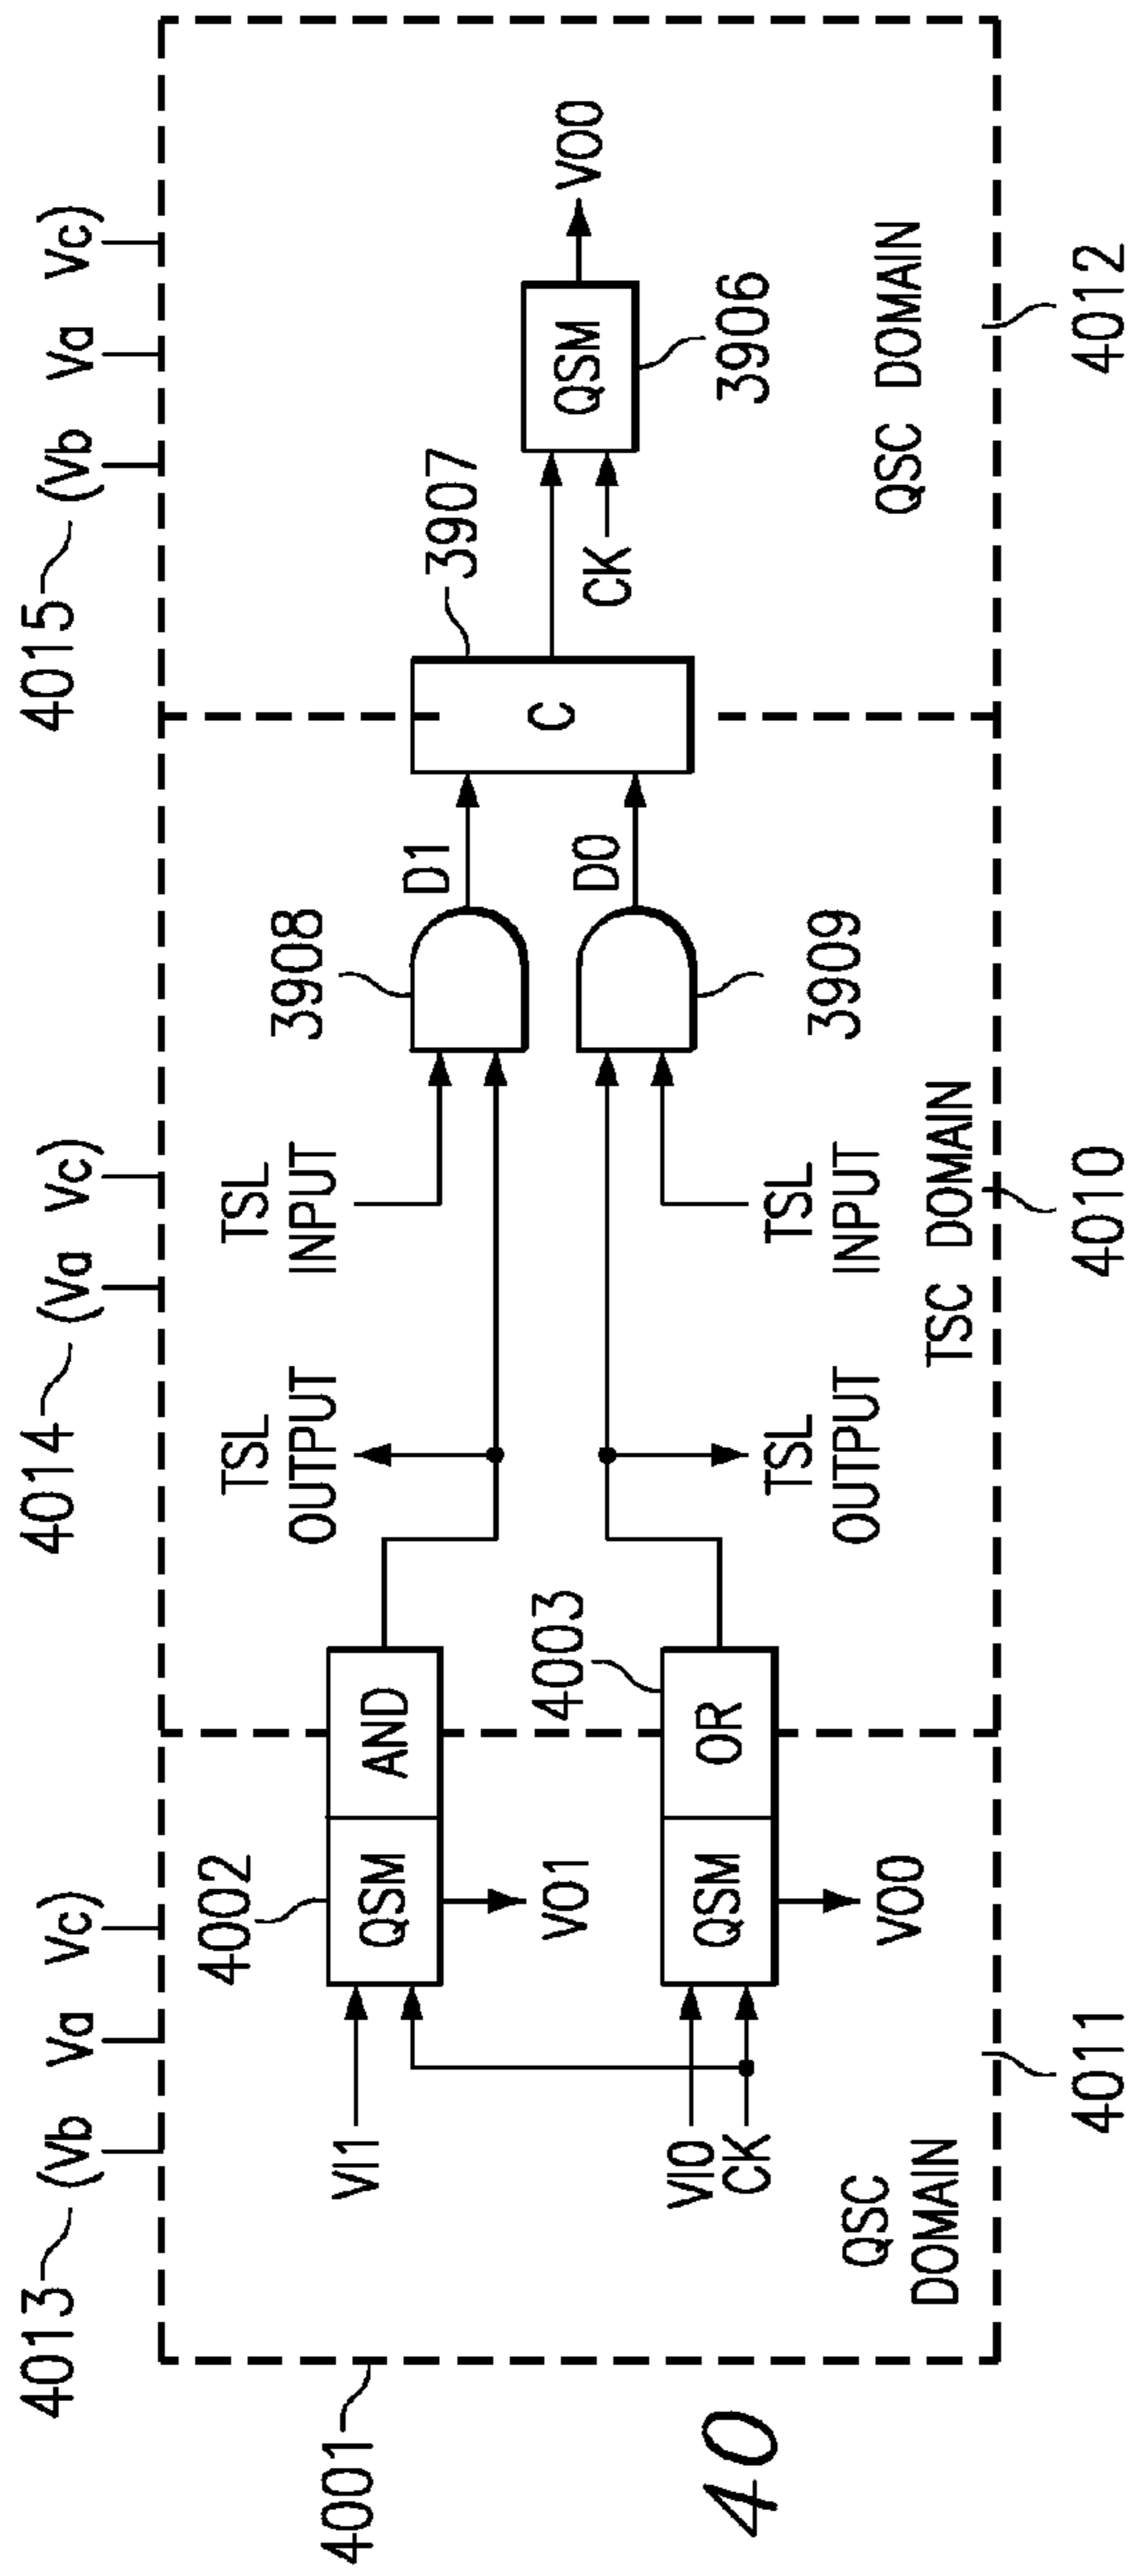 4013 (Vb Va Vc)
4014 (Va Vc)
4015 (Vb Va Vc)
4001
4002
VI1
QSM AND
VO1
4003
VI0
CK
QSM OR
VO0
QSC
DOMAIN
4011
TSL
OUTPUT
TSL
INPUT
3908
D1
TSL
OUTPUT
TSL
INPUT
D0
3909
TSC DOMAIN
4010
3907
C
CK
QSM
VO0
3906
QSC DOMAIN
4012
40